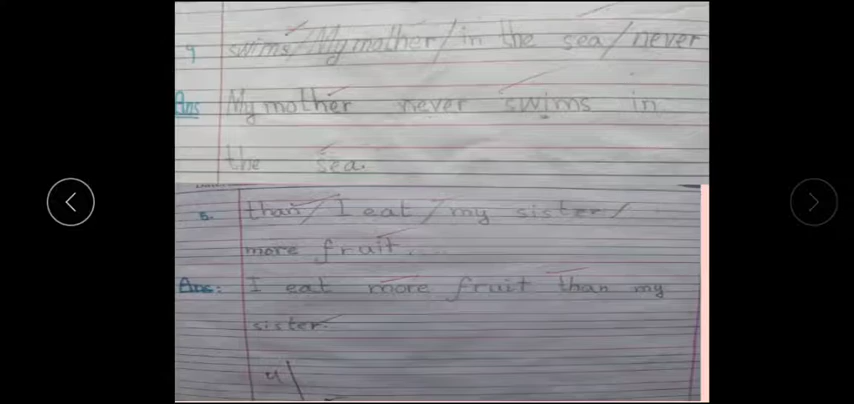 4 swims / My mother / in the sea / never
Ans My mother never swims in
the sea.
5. than / I eat / my sister /
more fruit.
Ans: I eat more fruit than my
sister.
4